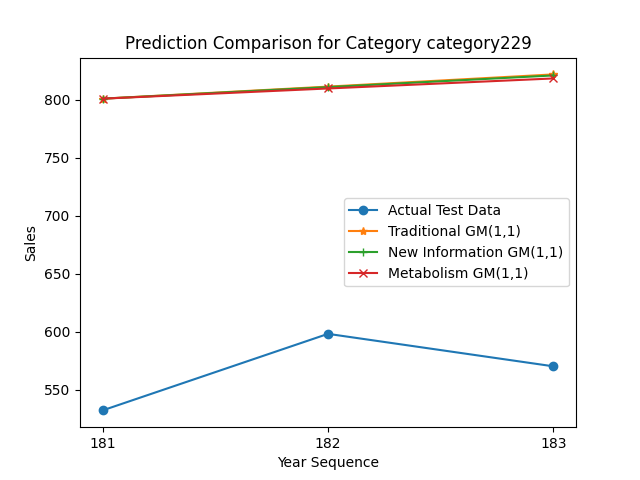 Prediction Comparison for Category category229
800
750
700
650
600
550
Sales
Actual Test Data
Traditional GM(1,1)
New Information GM(1,1)
Metabolism GM(1,1)
181
182
183
Year Sequence